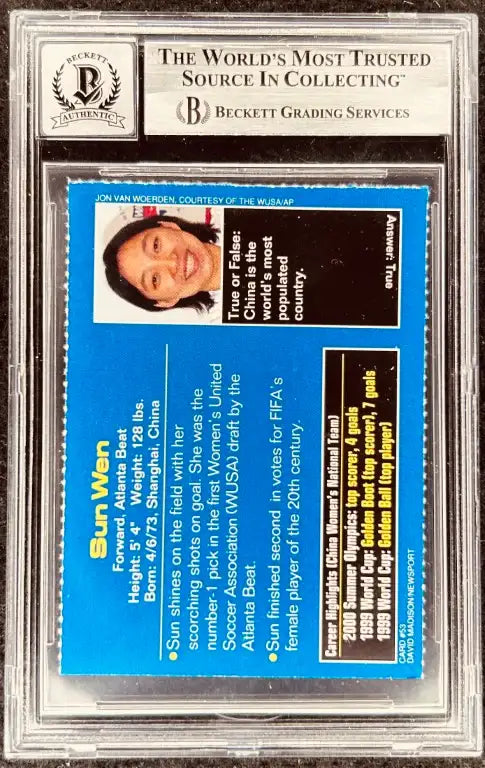 BECKETT
B
AUTHENTIC
THE WORLD'S MOST TRUSTED
SOURCE IN COLLECTING™
B BECKETT GRADING SERVICES
JON VAN WOERDEN, COURTESY OF THE WUSA/AP
Sun Wen
Forward, Atlanta Beat
Height: 5' 4" Weight: 128 lbs.
Born: 4/6/73, Shanghai, China
•Sun shines on the field with her
scorching shots on goal. She was the
number-1 pick in the first Women's United
Soccer Association (WUSA) draft by the
Atlanta Beat.
•Sun finished second in votes for FIFA's
female player of the 20th century.
True or False:
China is the
world's most
populated
country.
Answer: True
Career Highlights (China Women's National Team)
2000 Summer Olympics: top scorer, 4 goals
1999 World Cup: Golden Boot (top scorer), 7 goals
1999 World Cup: Golden Ball (top player)
CARD #53
DAVID MADISON/NEWSPORT